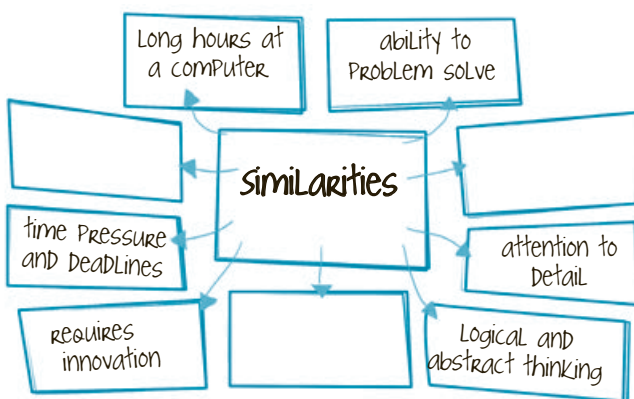 Long hours at
a computer
ability to
problem solve
similarities
time pressure
and deadlines
attention to
detail
requires
innovation
Logical and
abstract thinking